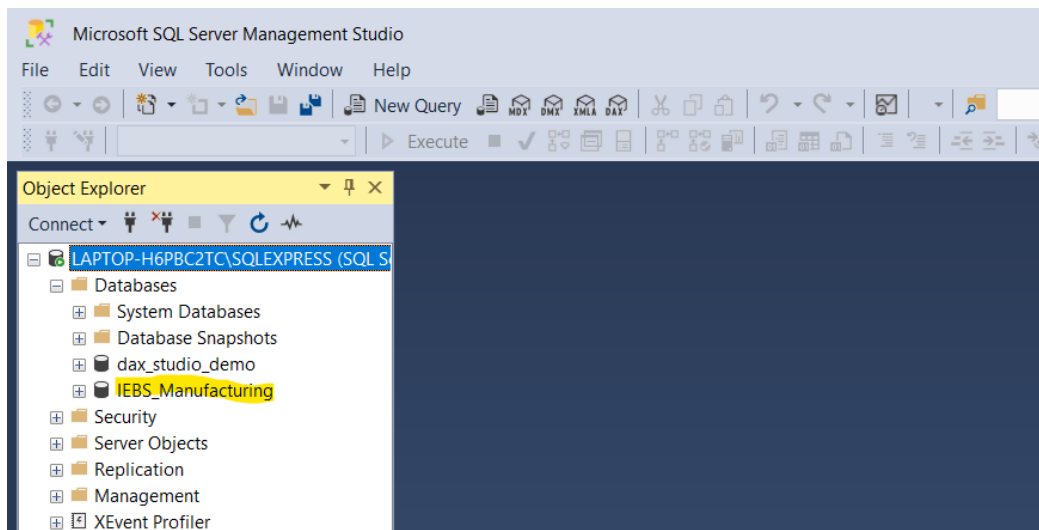 Microsoft SQL Server Management Studio
File Edit View Tools Window Help
New Query MDX DMX XMLA DAX
Execute
Object Explorer
Connect
LAPTOP-H6PBC2TC\SQLEXPRESS (SQL S
Databases
System Databases
Database Snapshots
dax_studio_demo
IEBS_Manufacturing
Security
Server Objects
Replication
Management
XEvent Profiler